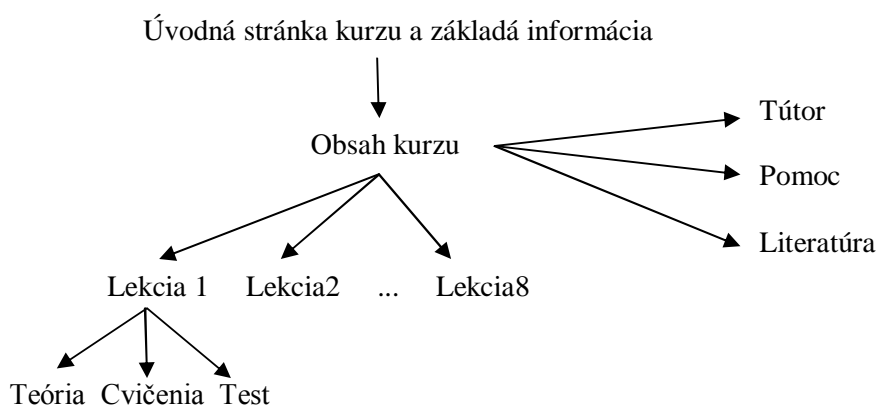 Úvodná stránka kurzu a základá informácia
Tútor
Obsah kurzu
Pomoc
Literatúra
Lekcia 1 Lekcia2 ... Lekcia8
Teória Cvičenia Test